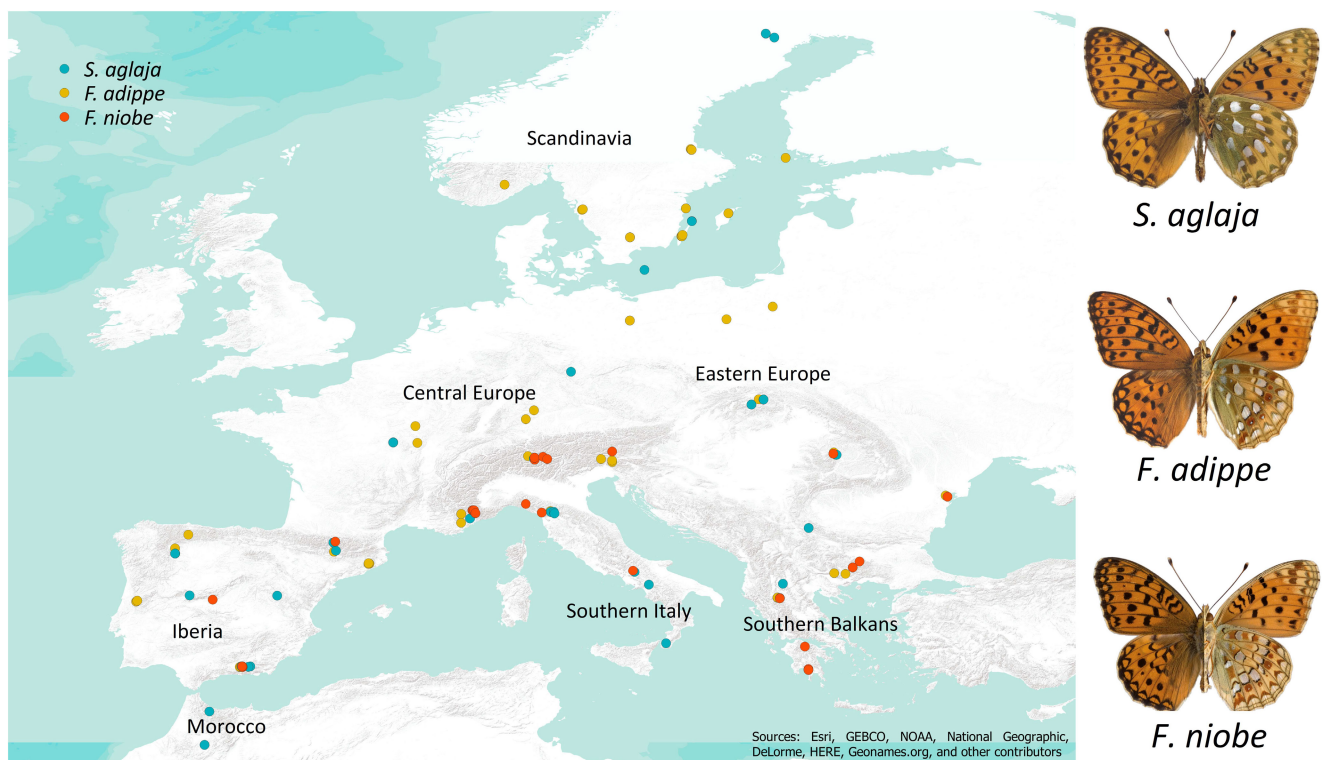 S. aglaja
F. adippe
F. niobe
Scandinavia
Central Europe
Eastern Europe
Iberia
Southern Italy
Southern Balkans
Morocco
Sources: Esri, GEBCO, NOAA, National Geographic,
DeLorme, HERE, Geonames.org, and other contributors
S. aglaja
F. adippe
F. niobe